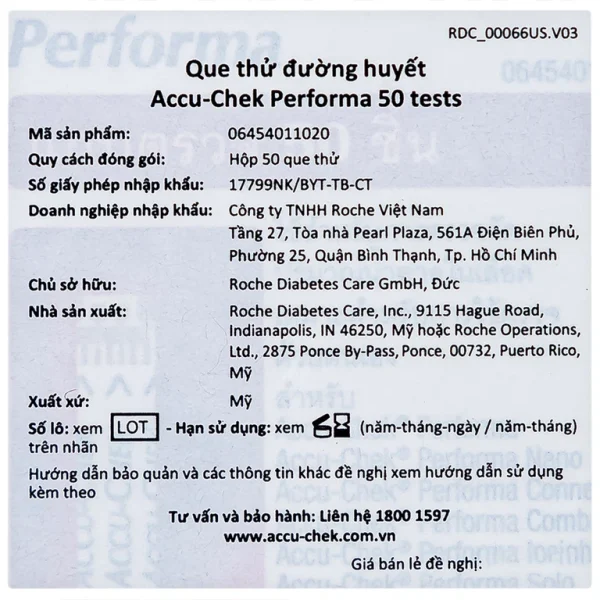 Performa
RDC_00066US.V03
Que thử đường huyết
Accu-Chek Performa 50 tests
Mã sản phẩm: 06454011020
Quy cách đóng gói: Hộp 50 que thử
Số giấy phép nhập khẩu: 17799NK/BYT-TB-CT
Doanh nghiệp nhập khẩu: Công ty TNHH Roche Việt Nam
Tầng 27, Tòa nhà Pearl Plaza, 561A Điện Biên Phủ,
Phường 25, Quận Bình Thạnh, Tp. Hồ Chí Minh
Chủ sở hữu: Roche Diabetes Care GmbH, Đức
Nhà sản xuất: Roche Diabetes Care, Inc., 9115 Hague Road,
Indianapolis, IN 46250, Mỹ hoặc Roche Operations,
Ltd., 2875 Ponce By-Pass, Ponce, 00732, Puerto Rico,
Mỹ
Xuất xứ: Mỹ
Số lô: xem LOT - Hạn sử dụng: xem (năm-tháng-ngày / năm-tháng)
trên nhãn
Hướng dẫn bảo quản và các thông tin khác đề nghị xem hướng dẫn sử dụng
kèm theo
Tư vấn và bảo hành: Liên hệ 1800 1597
www.accu-chek.com.vn
Giá bán lẻ đề nghị: